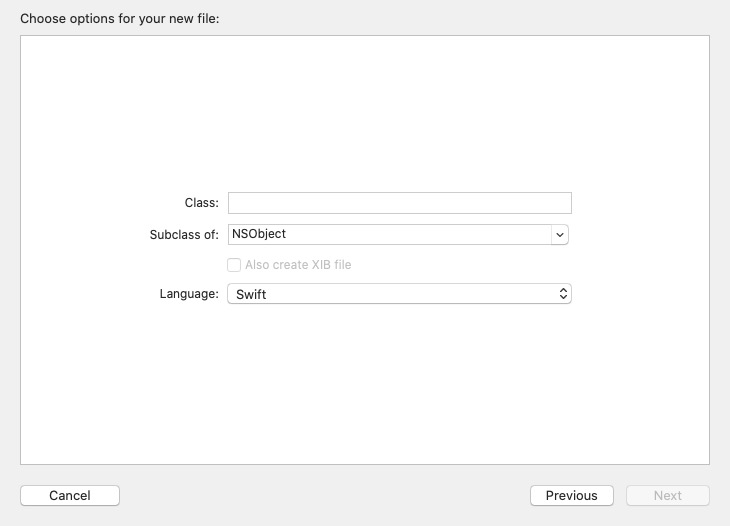 Choose options for your new file:
Class:
Subclass of: NSObject
Also create XIB file
Language: Swift
Cancel Previous Next